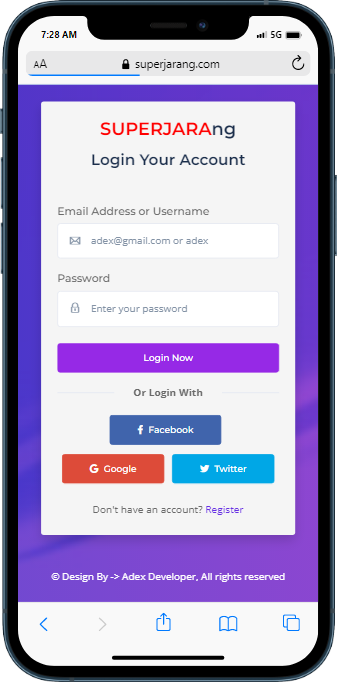 7:28 AM
5G
AA
superjarang.com
SUPERJARAng
Login Your Account
Email Address or Username
adex@gmail.com or adex
Password
Enter your password
Login Now
Or Login With
Facebook
Google
Twitter
Don't have an account? Register
© Design By -> Adex Developer, All rights reserved